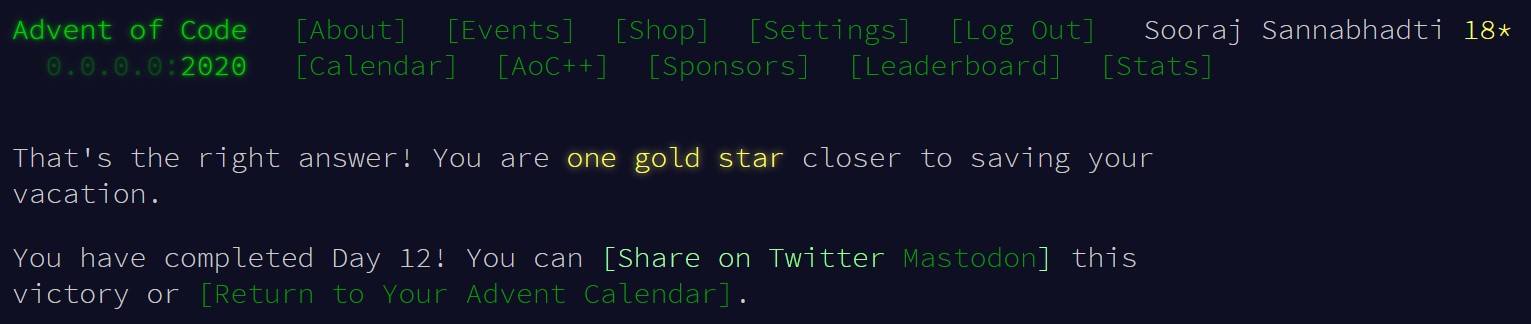 Advent of Code [About] [Events] [Shop] [Settings] [Log Out] Sooraj Sannabhadti 18*
0.0.0.0:2020 [Calendar] [AoC++] [Sponsors] [Leaderboard] [Stats]
That's the right answer! You are one gold star closer to saving your
vacation.
You have completed Day 12! You can [Share on Twitter Mastodon] this
victory or [Return to Your Advent Calendar].